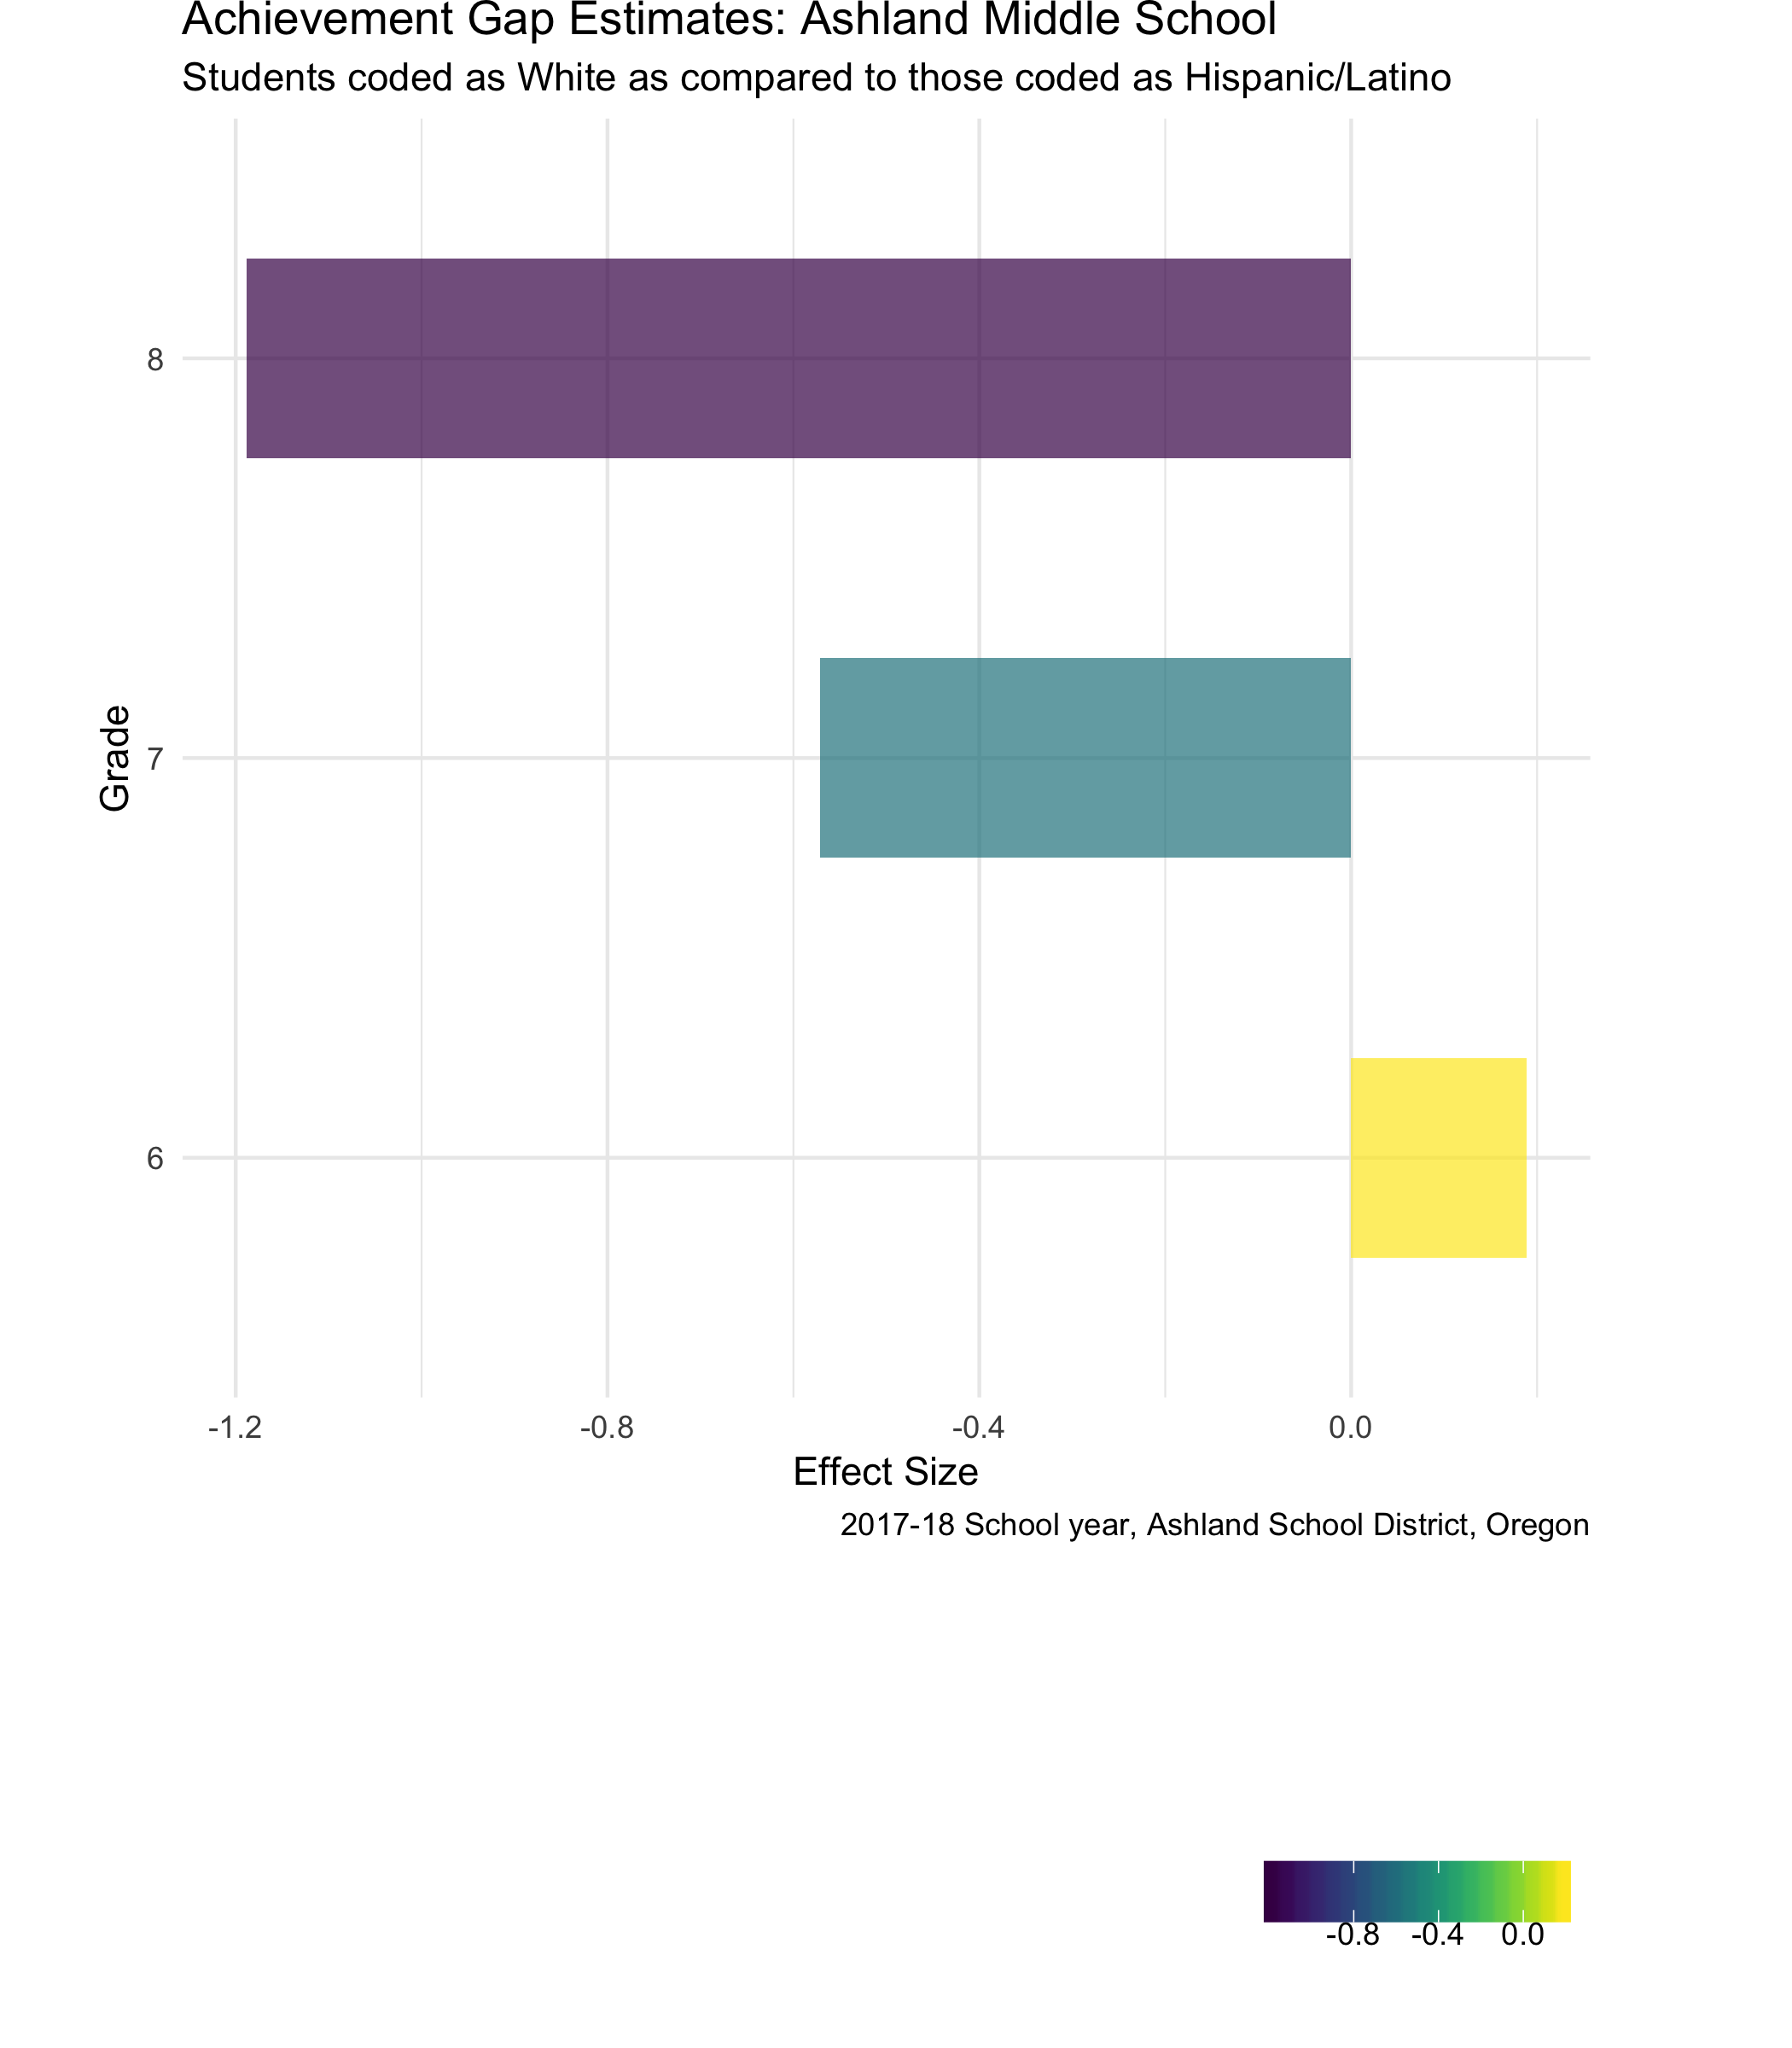 Achievement Gap Estimates: Ashland Middle School
Students coded as White as compared to those coded as Hispanic/Latino
8
7
6
Grade
-1.2 -0.8 -0.4 0.0
Effect Size
2017-18 School year, Ashland School District, Oregon
-0.8 -0.4 0.0